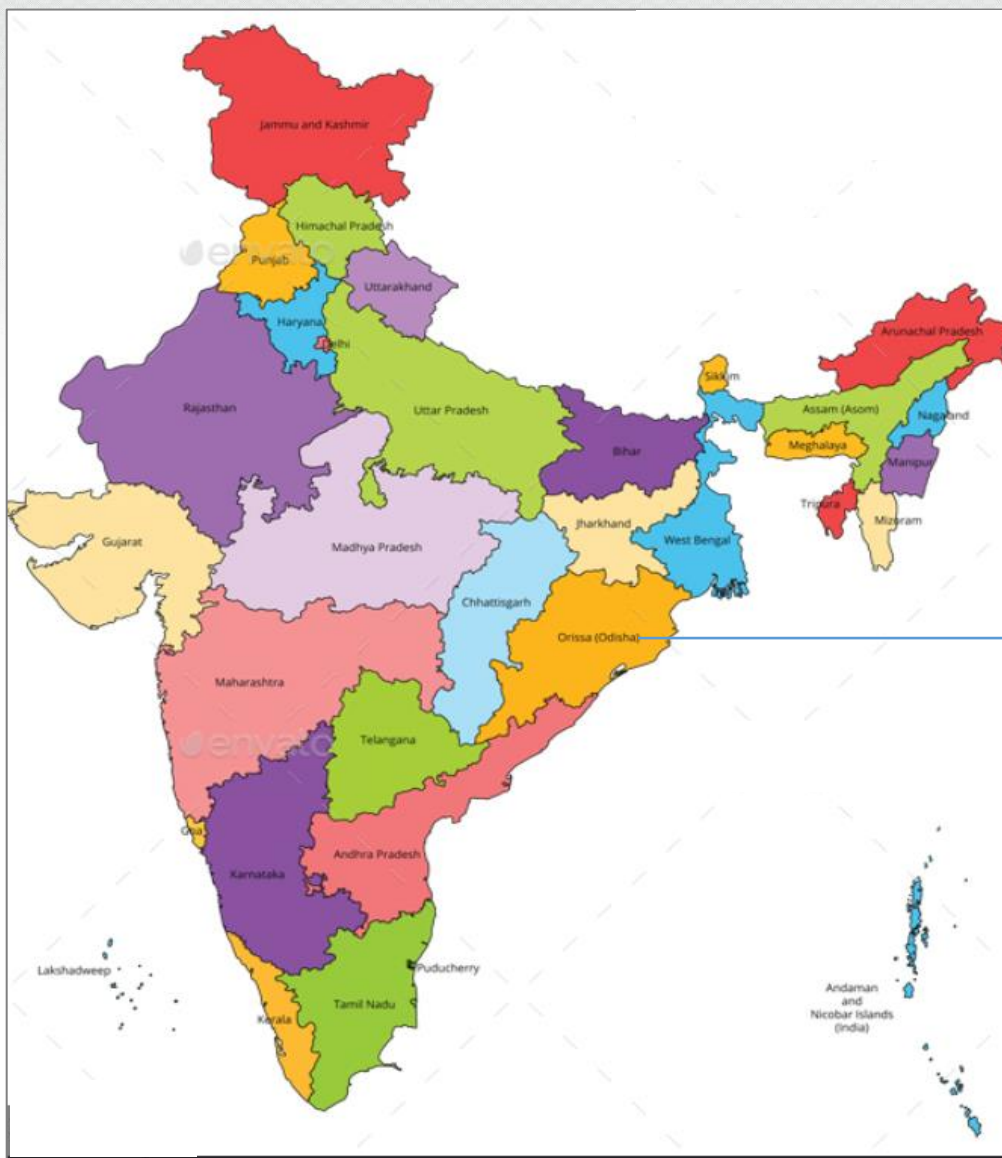 Jammu and Kashmir
Himachal Pradesh
envato
Punjab
Uttarakhand
Haryana
Delhi
Arunachal Pradesh
Sikkim
Rajasthan
Uttar Pradesh
Assam (Asom)
Nagaland
Meghalaya
Bihar
Manipur
Tripura
Mizoram
Jharkhand
Gujarat
Madhya Pradesh
West Bengal
Chhattisgarh
Orissa (Odisha)
Maharashtra
Telangana
envato
Goa
Andhra Pradesh
Karnataka
Lakshadweep
Puducherry
Tamil Nadu
Kerala
Andaman
and
Nicobar Islands
(India)